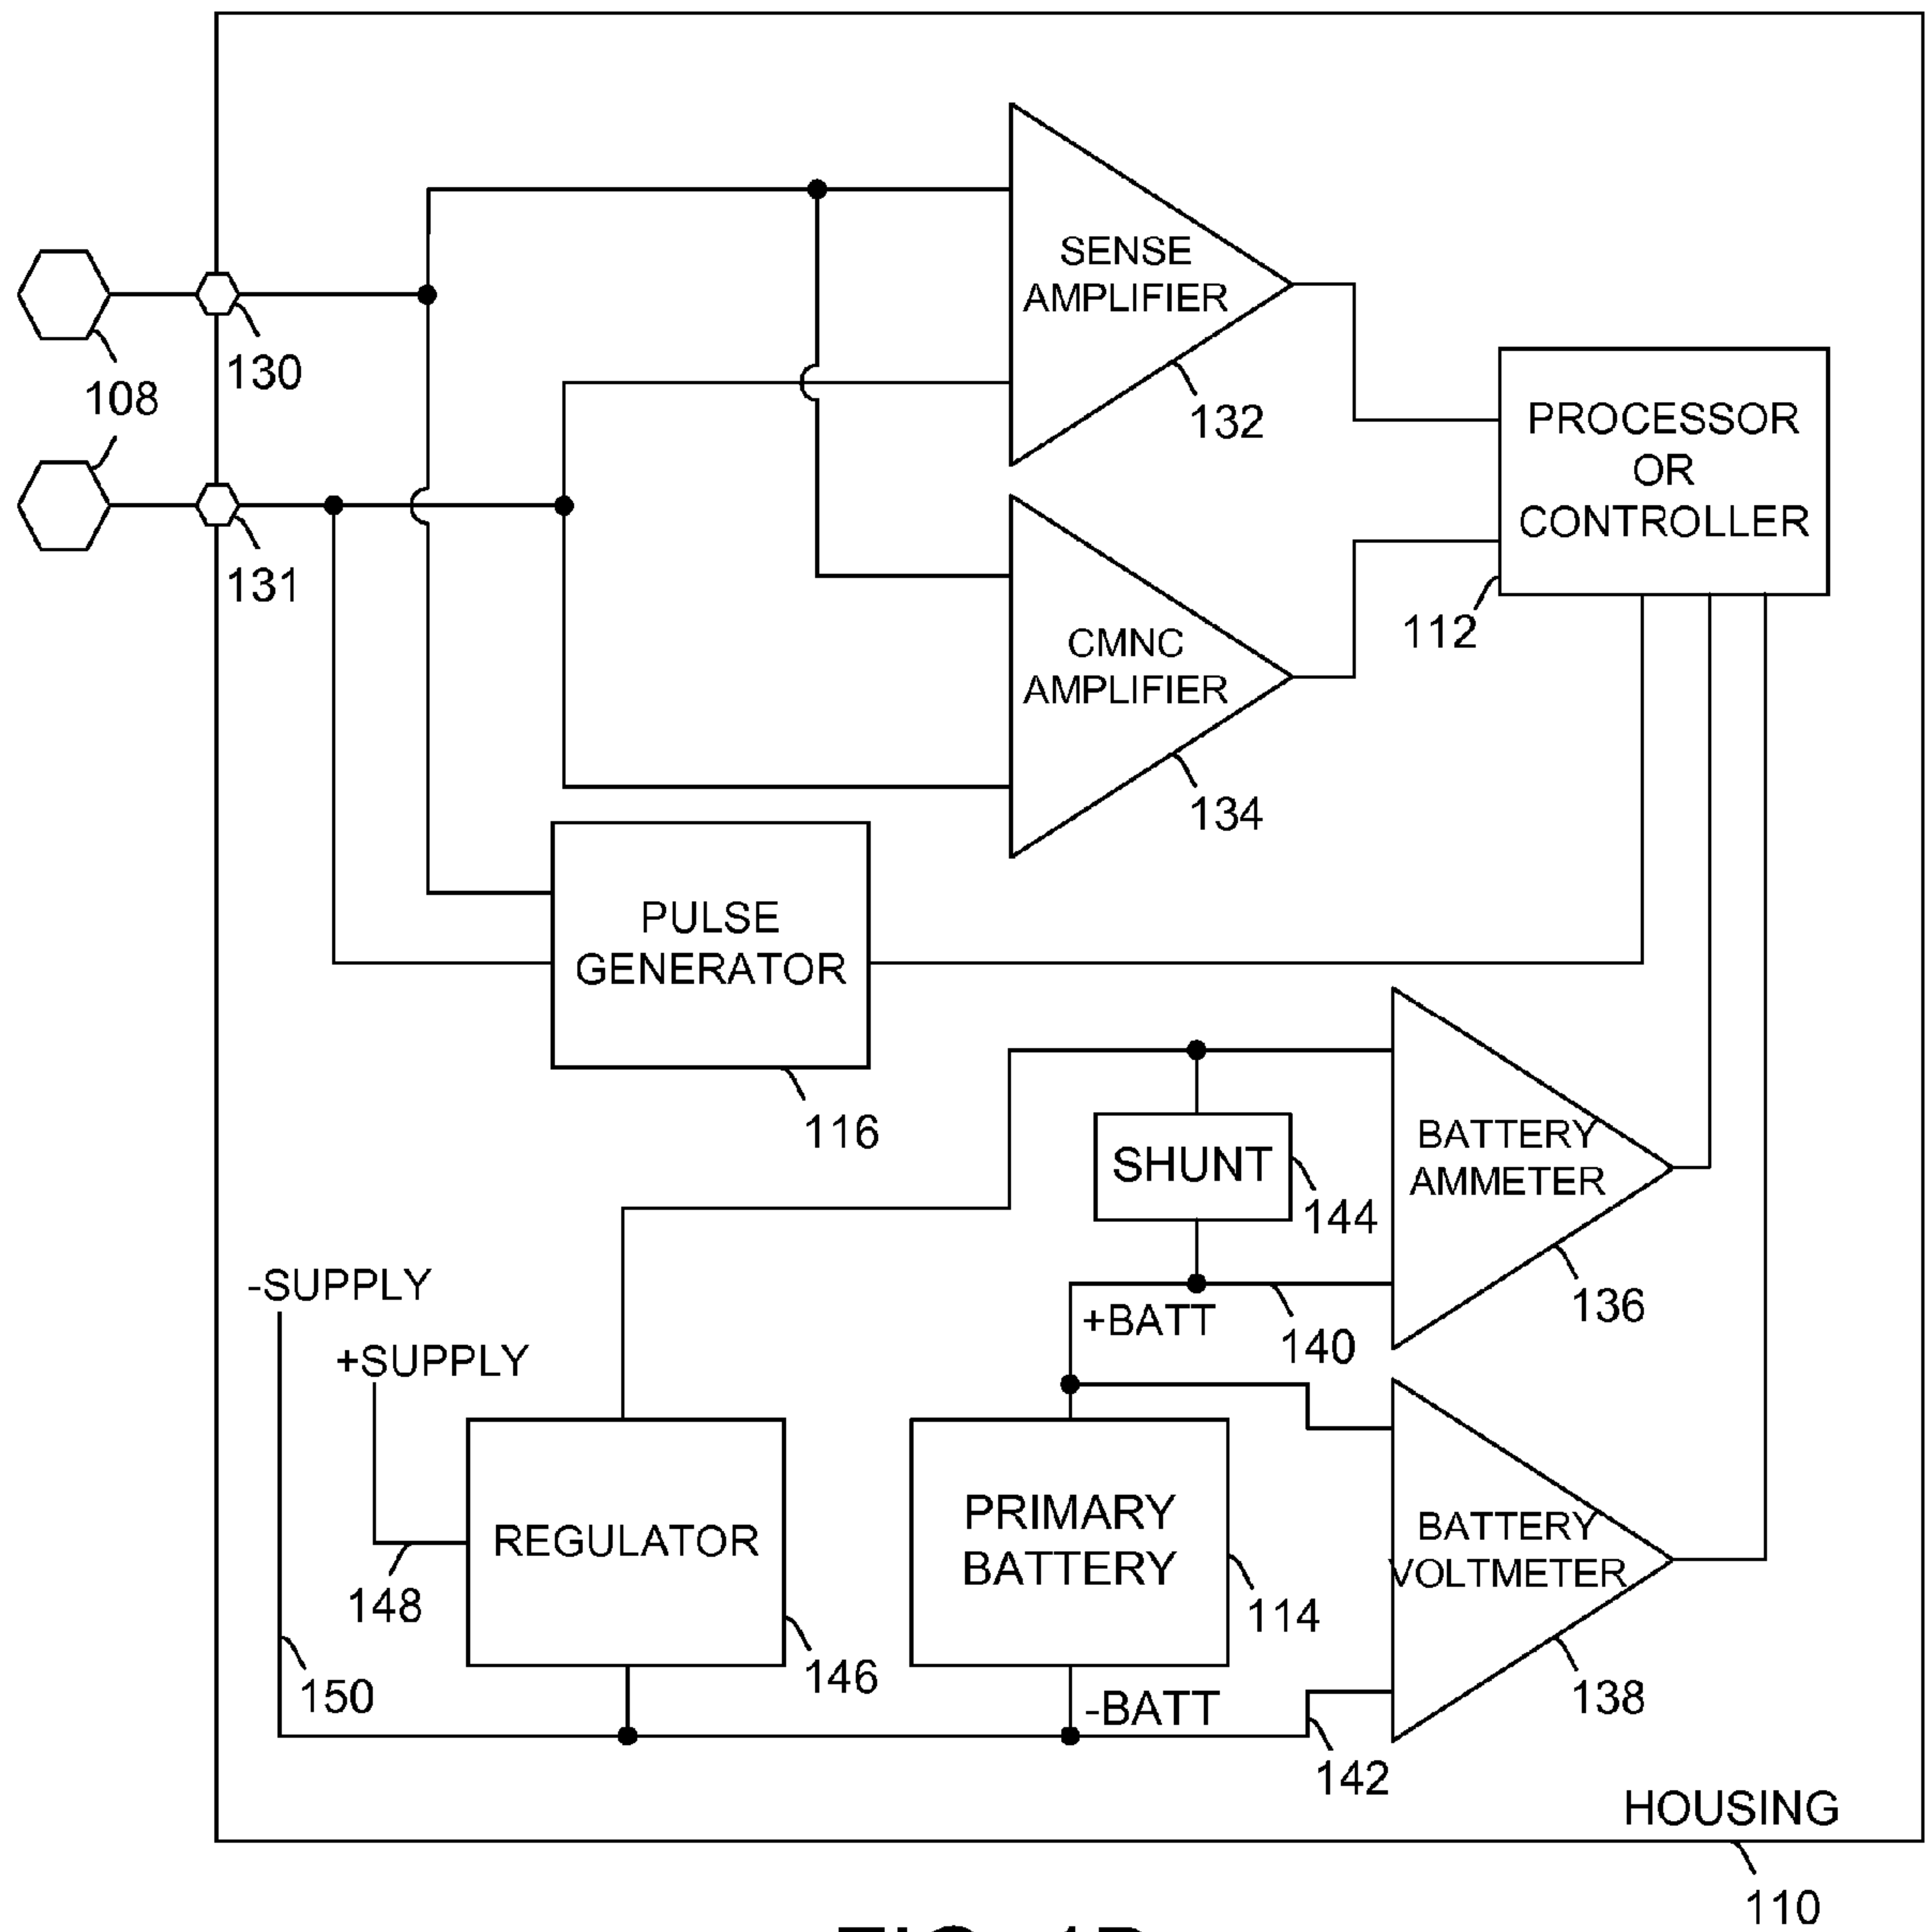 SENSE
AMPLIFIER
132
130
108
108
131
PROCESSOR
OR
CONTROLLER
112
CMNC
AMPLIFIER
134
PULSE
GENERATOR
116
BATTERY
AMMETER
136
SHUNT
144
+BATT
140
-SUPPLY
+SUPPLY
148
150
REGULATOR
146
PRIMARY
BATTERY
114
-BATT
BATTERY
VOLTMETER
138
142
HOUSING
110